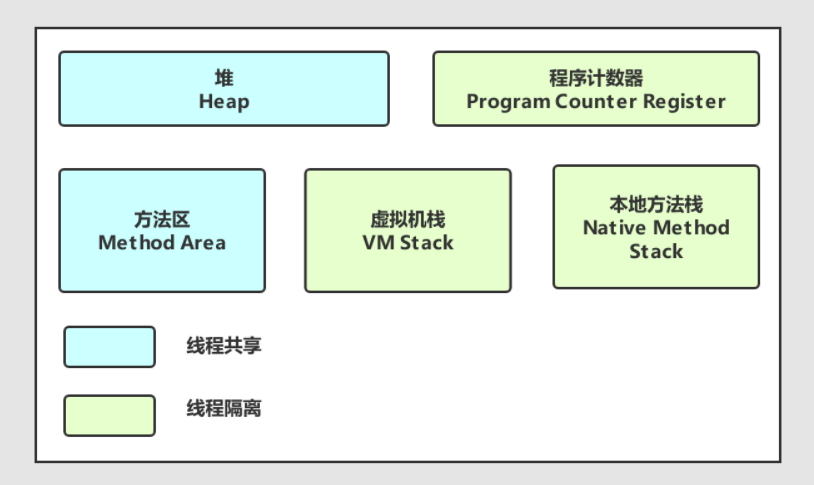 堆
Heap
程序计数器
Program Counter Register
方法区
Method Area
虚拟机栈
VM Stack
本地方法栈
Native Method
Stack
线程共享
线程隔离